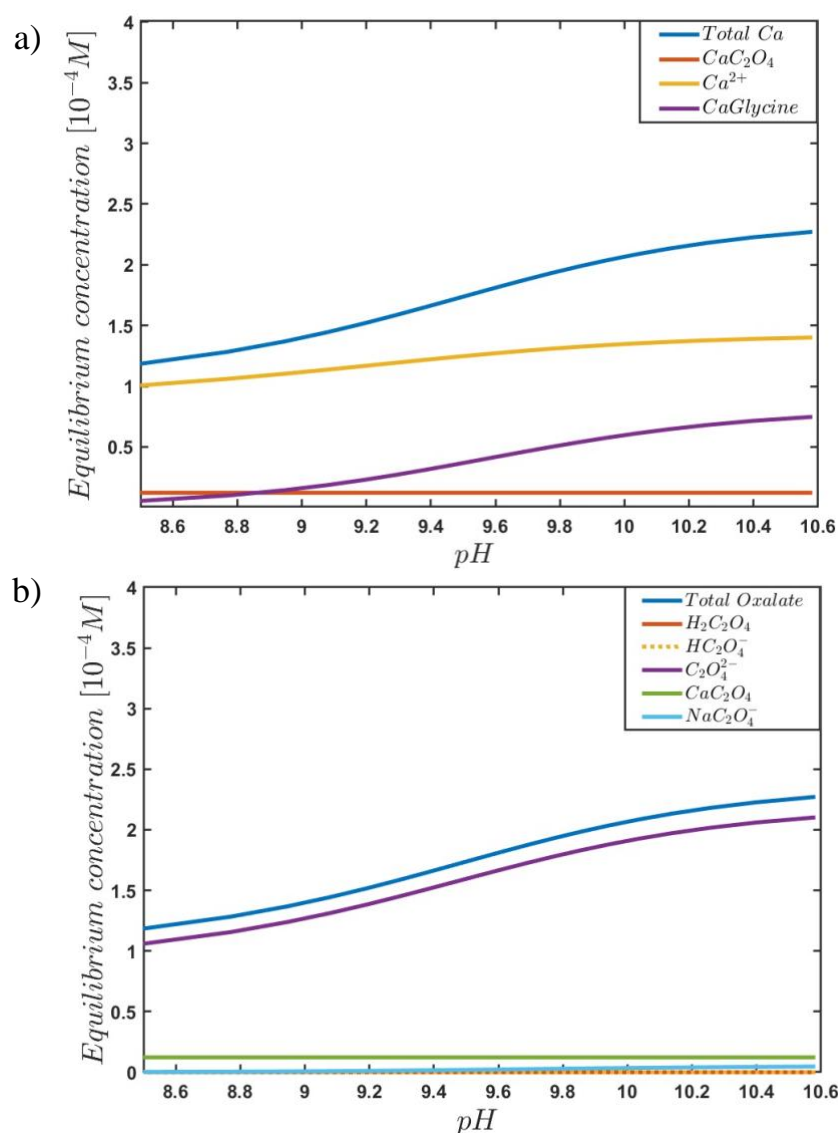 a)
Equilibrium concentration [10⁻⁴M]
4
3.5
3
2.5
2
1.5
1
0.5
Total Ca
CaC₂O₄
Ca²⁺
CaGlycine
8.6 8.8 9 9.2 9.4 9.6 9.8 10 10.2 10.4 10.6
pH
b)
Equilibrium concentration [10⁻⁴M]
4
3.5
3
2.5
2
1.5
1
0.5
0
Total Oxalate
H₂C₂O₄
HC₂O₄⁻
C₂O₄²⁻
CaC₂O₄
NaC₂O₄⁻
8.6 8.8 9 9.2 9.4 9.6 9.8 10 10.2 10.4 10.6
pH